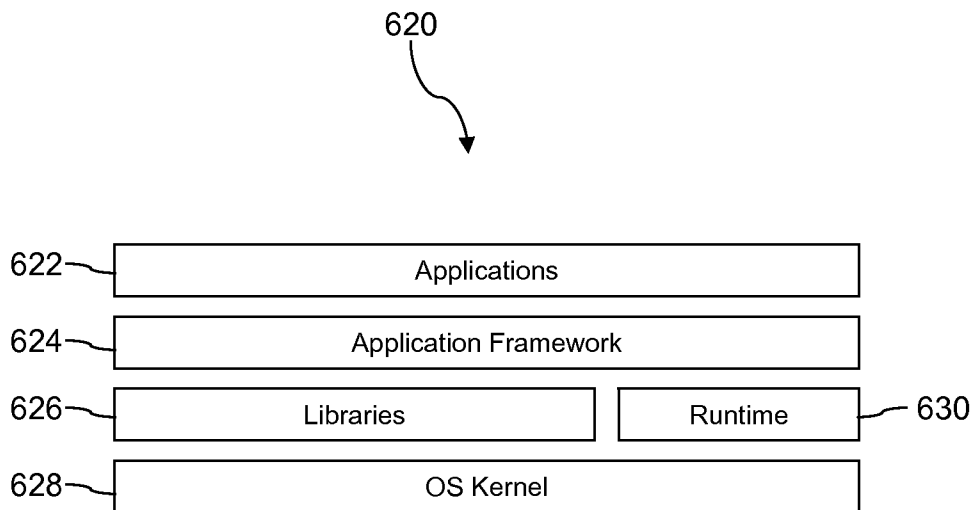 620
622 Applications
624 Application Framework
626 Libraries Runtime 630
628 OS Kernel